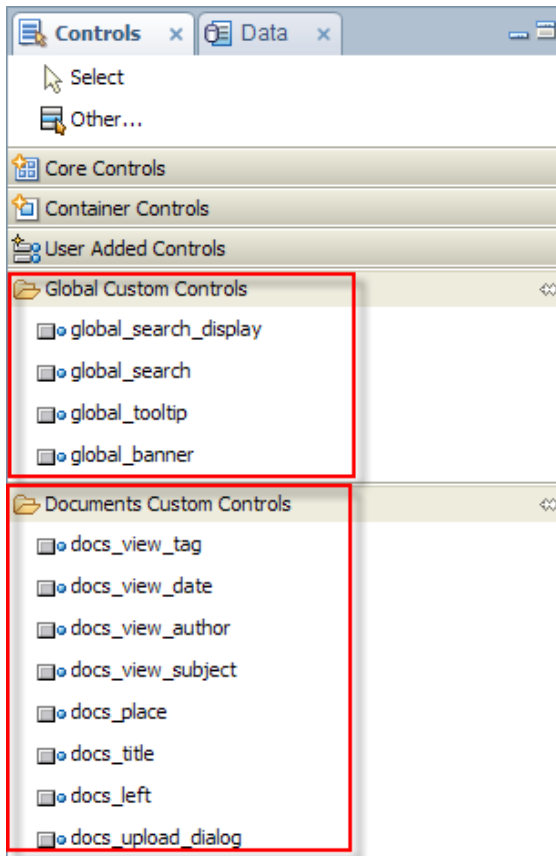 Controls Data
Select
Other...
Core Controls
Container Controls
User Added Controls
Global Custom Controls
global_search_display
global_search
global_tooltip
global_banner
Documents Custom Controls
docs_view_tag
docs_view_date
docs_view_author
docs_view_subject
docs_place
docs_title
docs_left
docs_upload_dialog